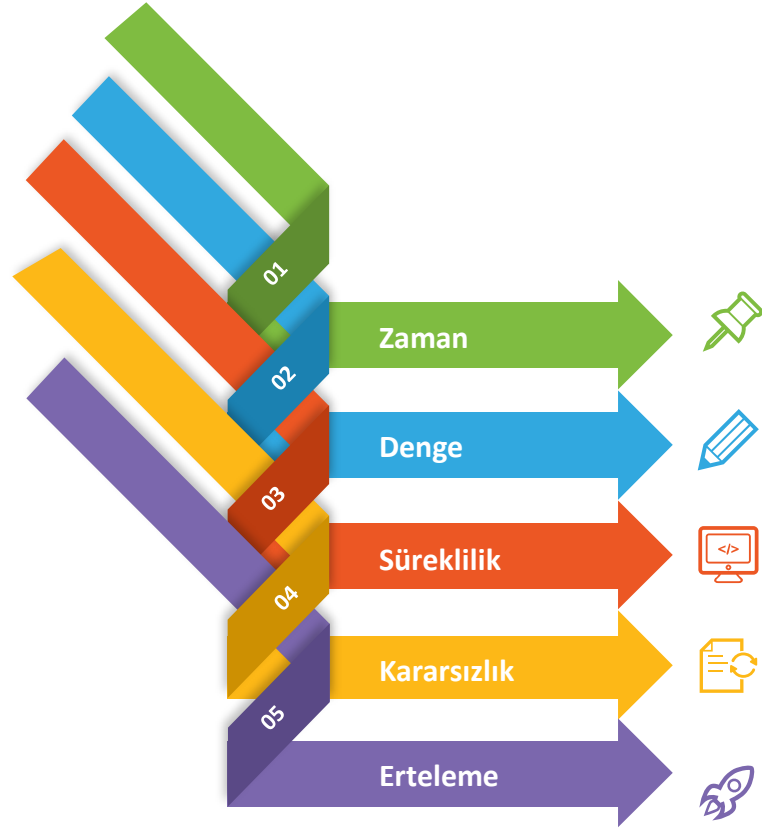 01
Zaman
02
Denge
03
Süreklilik
</>
04
Kararsızlık
05
Erteleme